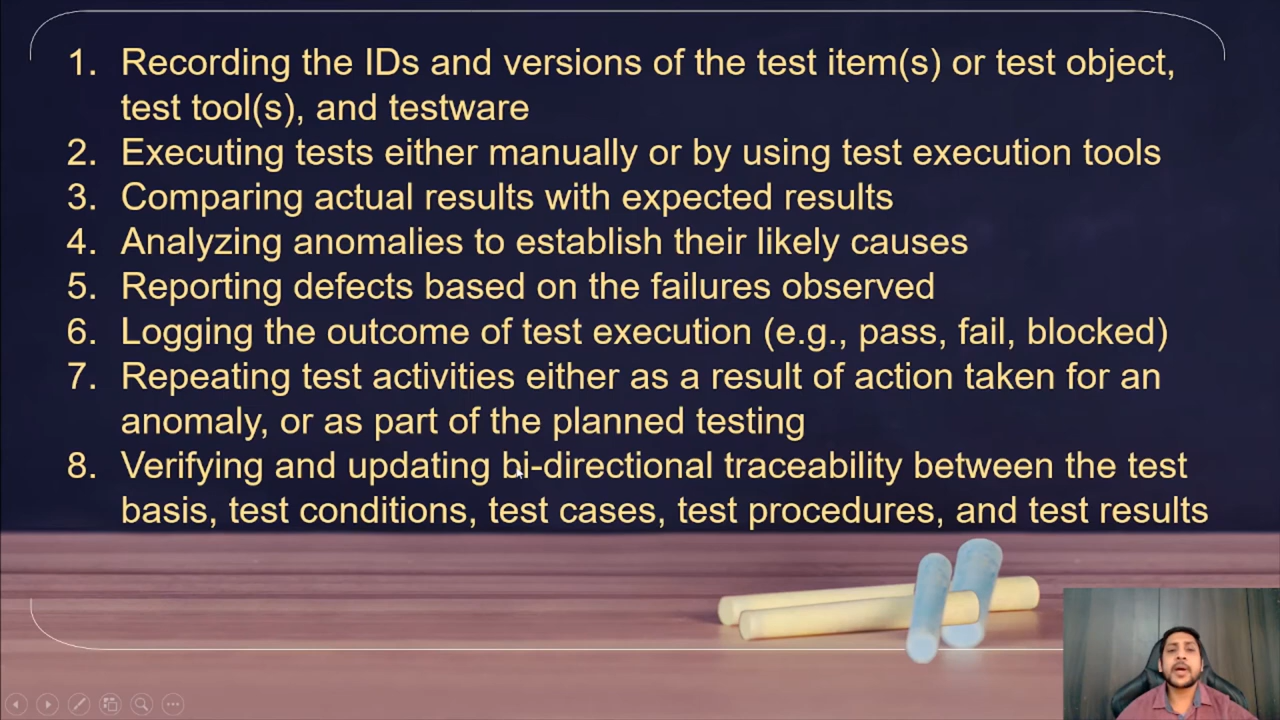 1. Recording the IDs and versions of the test item(s) or test object,
test tool(s), and testware
2. Executing tests either manually or by using test execution tools
3. Comparing actual results with expected results
4. Analyzing anomalies to establish their likely causes
5. Reporting defects based on the failures observed
6. Logging the outcome of test execution (e.g., pass, fail, blocked)
7. Repeating test activities either as a result of action taken for an
anomaly, or as part of the planned testing
8. Verifying and updating bi-directional traceability between the test
basis, test conditions, test cases, test procedures, and test results